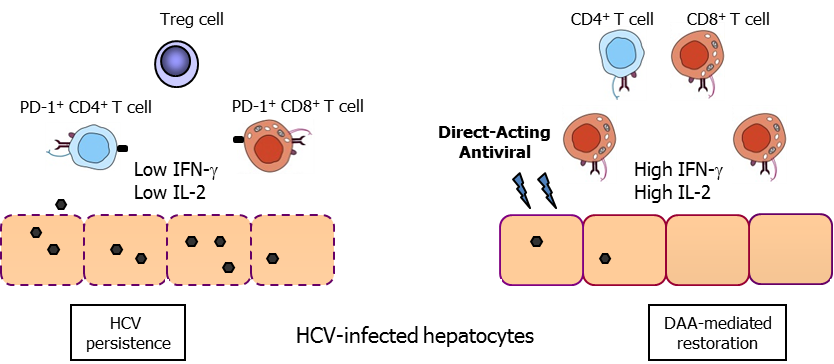 Treg cell
PD-1⁺ CD4⁺ T cell
PD-1⁺ CD8⁺ T cell
Low IFN-γ
Low IL-2
HCV
persistence
HCV-infected hepatocytes
CD4⁺ T cell
CD8⁺ T cell
Direct-Acting
Antiviral
High IFN-γ
High IL-2
DAA-mediated
restoration